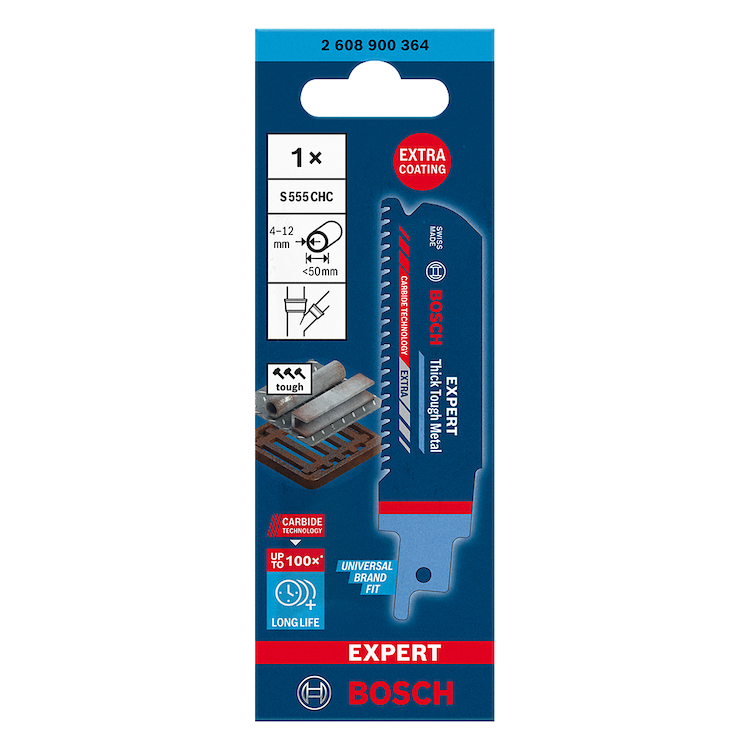 2 608 900 364
1×
S 555 CHC
4–12
mm
<50mm
tough
EXTRA
COATING
SWISS
MADE
BOSCH
CARBIDE TECHNOLOGY
EXTRA
EXPERT
Thick Tough Metal
CARBIDE
TECHNOLOGY
UP
TO 100×*
LONG LIFE
UNIVERSAL
BRAND
FIT
EXPERT
BOSCH